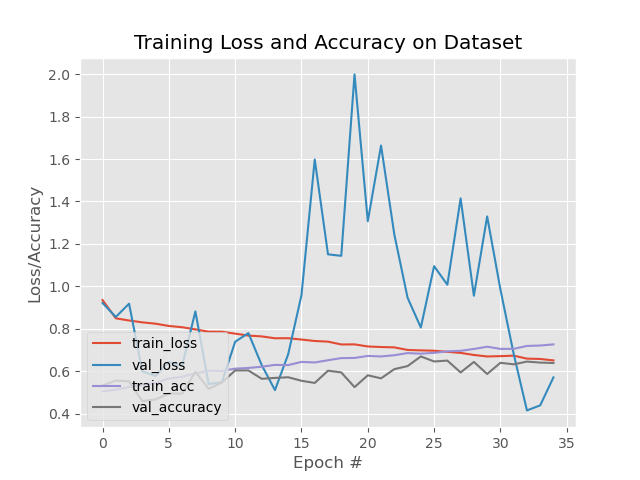 Training Loss and Accuracy on Dataset
Loss/Accuracy
2.0
1.8
1.6
1.4
1.2
1.0
0.8
0.6
0.4
train_loss
val_loss
train_acc
val_accuracy
0 5 10 15 20 25 30 35
Epoch #